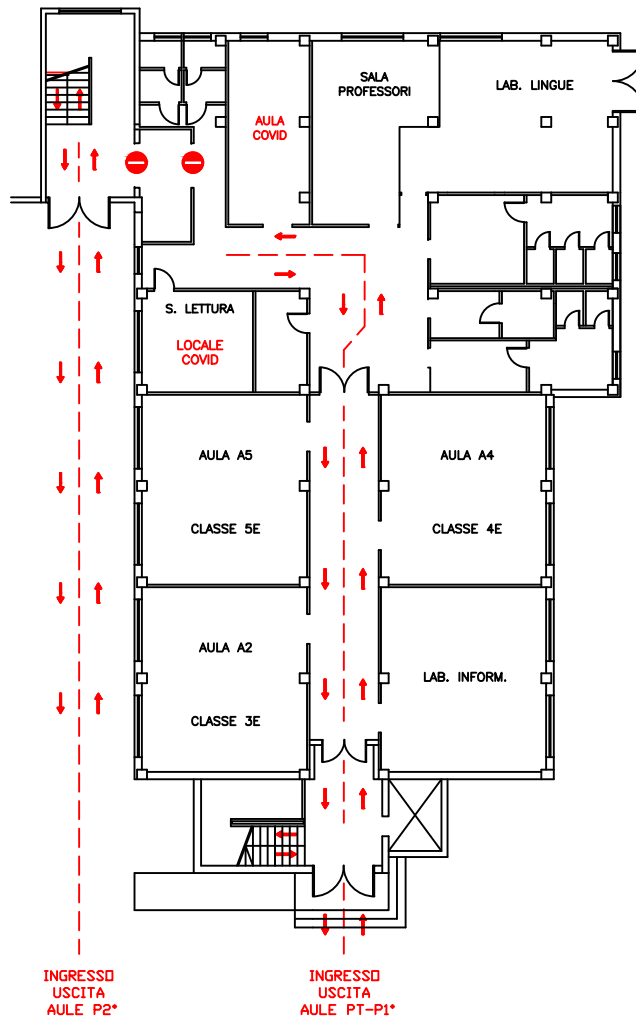 SALA
PROFESSORI
LAB. LINGUE
AULA
COVID
S. LETTURA
LOCALE
COVID
AULA A5
CLASSE 5E
AULA A4
CLASSE 4E
AULA A2
CLASSE 3E
LAB. INFORM.
INGRESSO
USCITA
AULE P2*
INGRESSO
USCITA
AULE PT-P1*